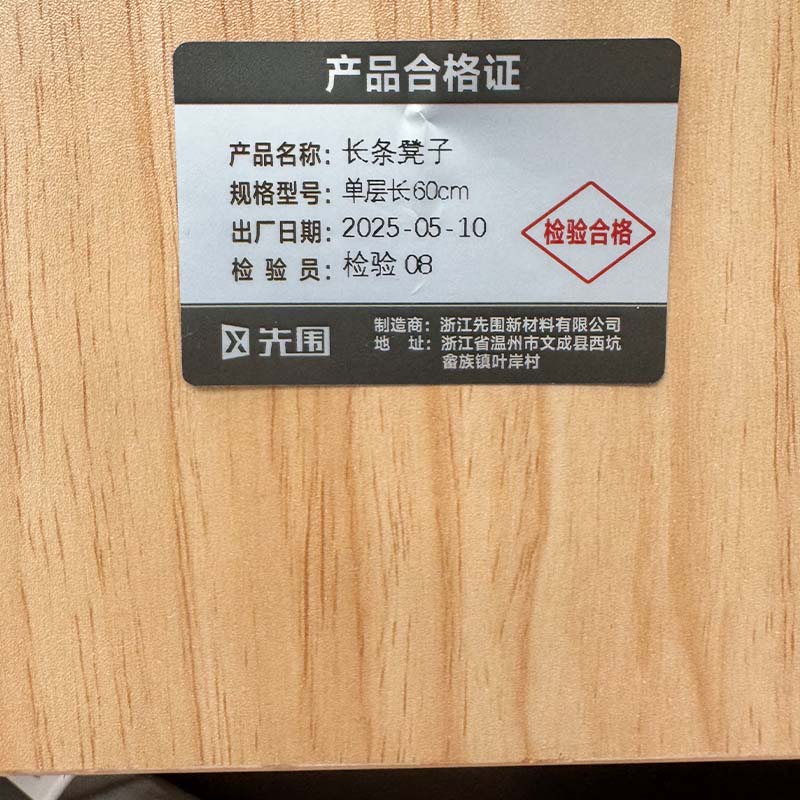 产品合格证
产品名称：长条凳子
规格型号：单层长60cm
出厂日期：2025-05-10
检 验 员：检验 08
检验合格
先围
制造商：浙江先围新材料有限公司
地 址：浙江省温州市文成县西坑
畲族镇叶岸村